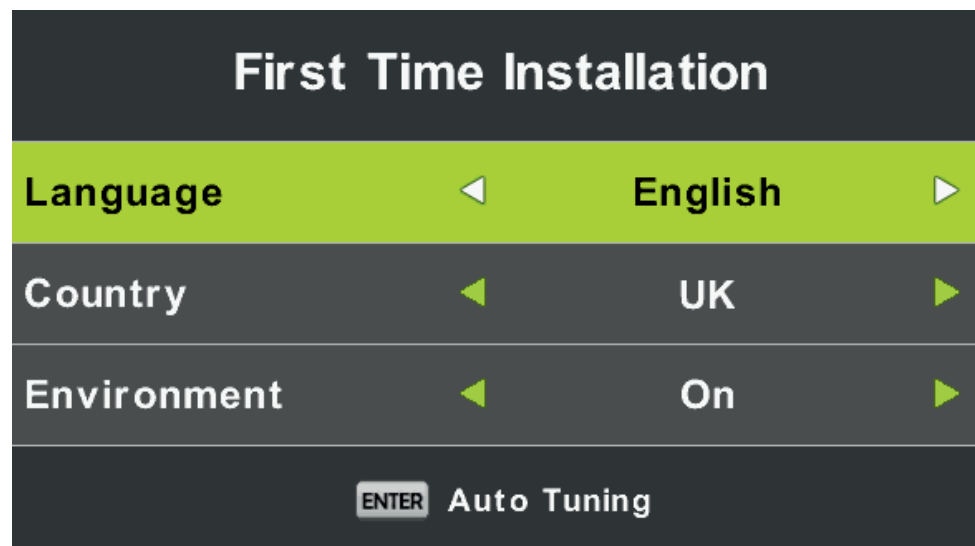 First Time Installation
Language English
Country UK
Environment On
ENTER Auto Tuning